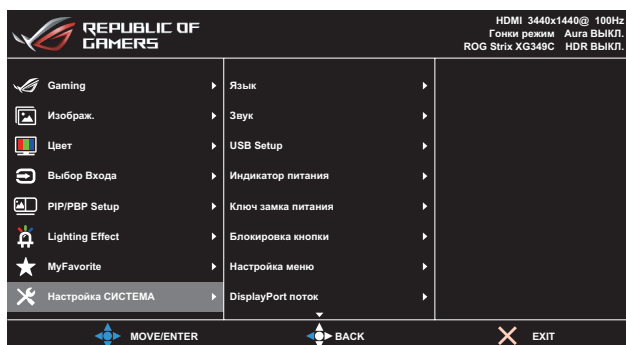 REPUBLIC OF
GAMERS
HDMI 3440x1440@ 100Hz
Гонки режим Aura ВЫКЛ.
ROG Strix XG349C HDR ВЫКЛ.
Gaming
Изображ.
Цвет
Выбор Входа
PIP/PBP Setup
Lighting Effect
MyFavorite
Настройка СИСТЕМА
Язык
Звук
USB Setup
Индикатор питания
Ключ замка питания
Блокировка кнопки
Настройка меню
DisplayPort поток
MOVE/ENTER
BACK
EXIT